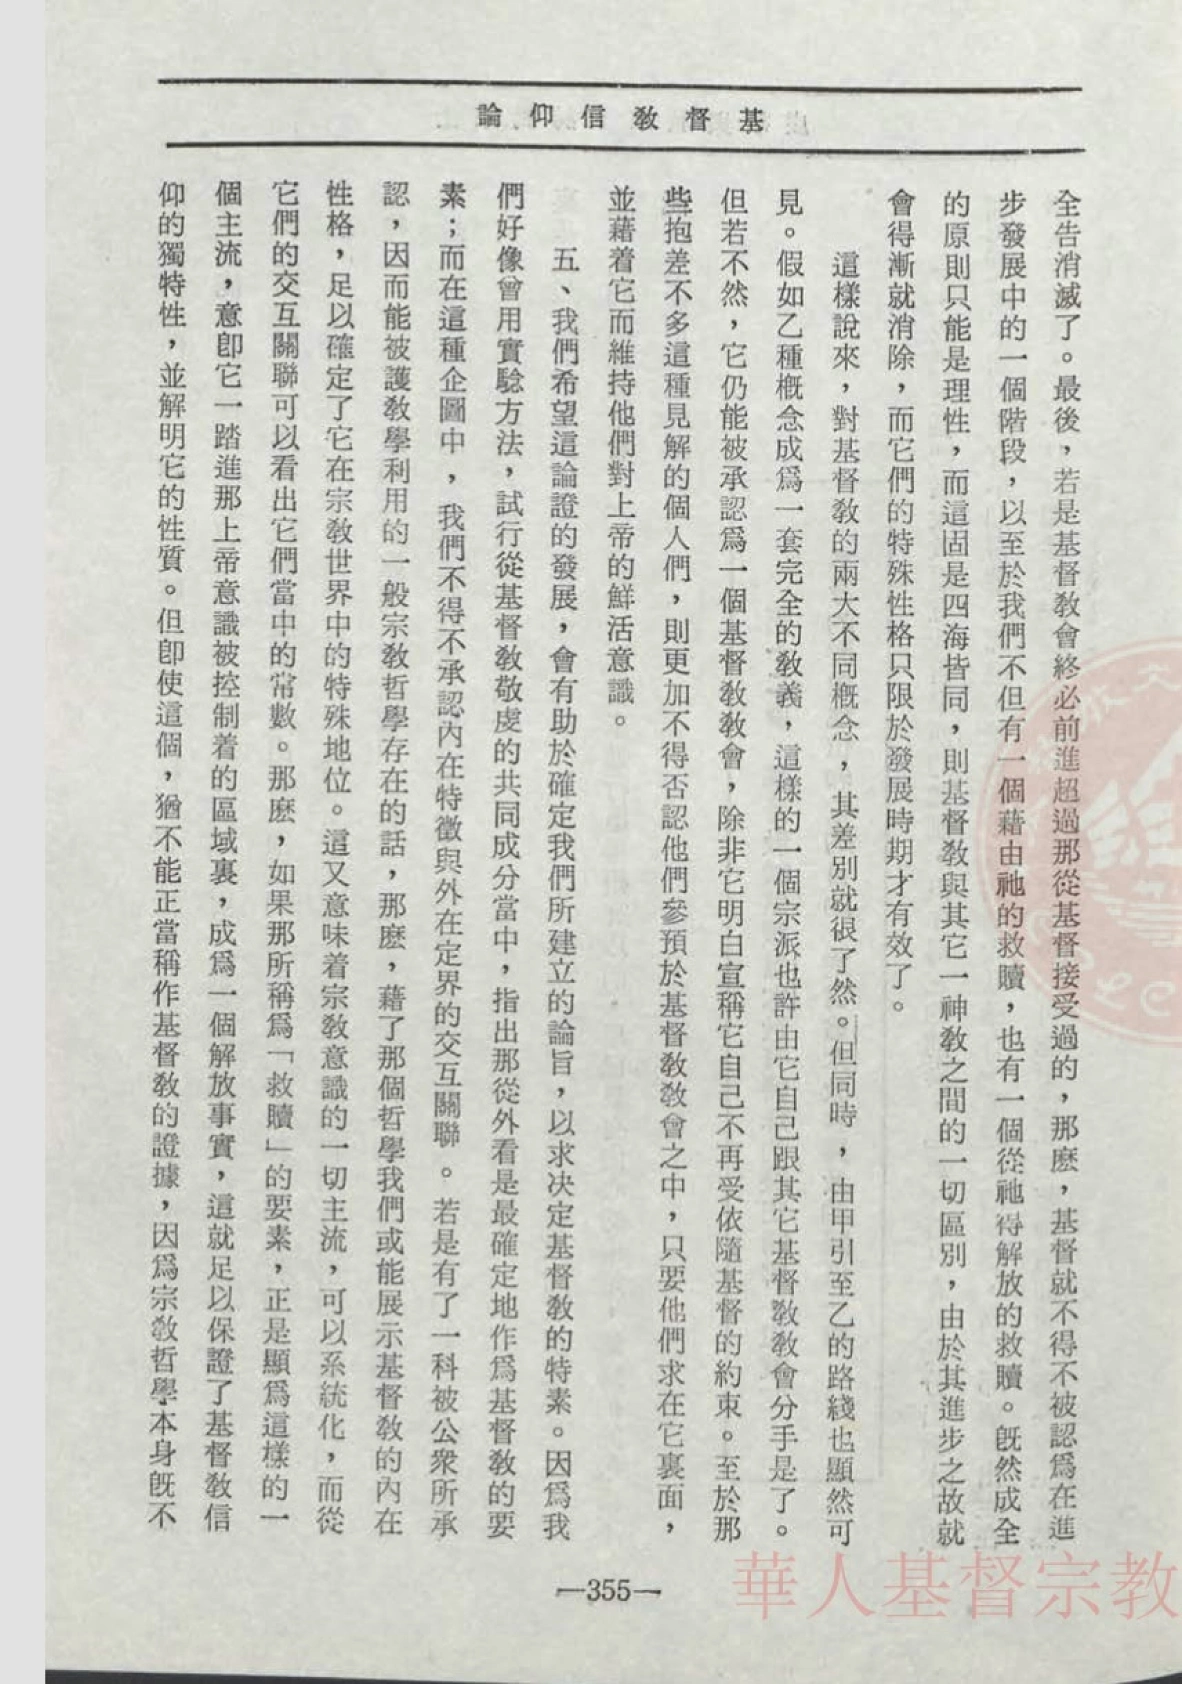 基督教信仰論
全告消滅了。最後，若是基督教會終必前進超過那從基督接受過的，那麽，基督就不得不被認爲在進
步發展中的一個階段，以至於我們不但有一個藉由祂的救贖，也有一個從祂得解放的救贖。旣然成全
的原則只能是理性，而這固是四海皆同，則基督教與其它一神教之間的一切區別，由於其進步之故就
會得漸就消除，而它們的特殊性格只限於發展時期才有效了。
這樣說來，對基督教的兩大不同槪念，其差別就很了然。但同時，由甲引至乙的路綫也顯然可
見。假如乙種槪念成爲一套完全的敎義，這樣的一個宗派也許由它自己跟其它基督敎敎會分手是了。
但若不然，它仍能被承認爲一個基督敎敎會，除非它明白宣稱它自己不再受依隨基督的約束。至於那
些抱差不多這種見解的個人們，則更加不得否認他們參預於基督敎敎會之中，只要他們求在它裏面，
並藉着它而維持他們對上帝的鮮活意識。
五、我們希望這論證的發展，會有助於確定我們所建立的論旨，以求決定基督敎的特素。因爲我
們好像曾用實驗方法，試行從基督敎敬虔的共同成分當中，指出那從外看是最確定地作爲基督敎的要
素；而在這種企圖中，我們不得不承認內在特徵與外在定界的交互關聯。若是有了一科被公衆所承
認，因而能被護敎學利用的一般宗敎哲學存在的話，那麽，藉了那個哲學我們或能展示基督敎的內在
性格，足以確定了它在宗敎世界中的特殊地位。這又意味着宗敎意識的一切主流，可以系統化，而從
它們的交互關聯可以看出它們當中的常數。那麽，如果那所稱爲「救贖」的要素，正是顯爲這樣的一
個主流，意卽它一踏進那上帝意識被控制着的區域裏，成爲一個解放事實，這就足以保證了基督敎信
仰的獨特性，並解明它的性質。但卽使這個，猶不能正當稱作基督敎的證據，因爲宗敎哲學本身旣不
—355—
華人基督宗教